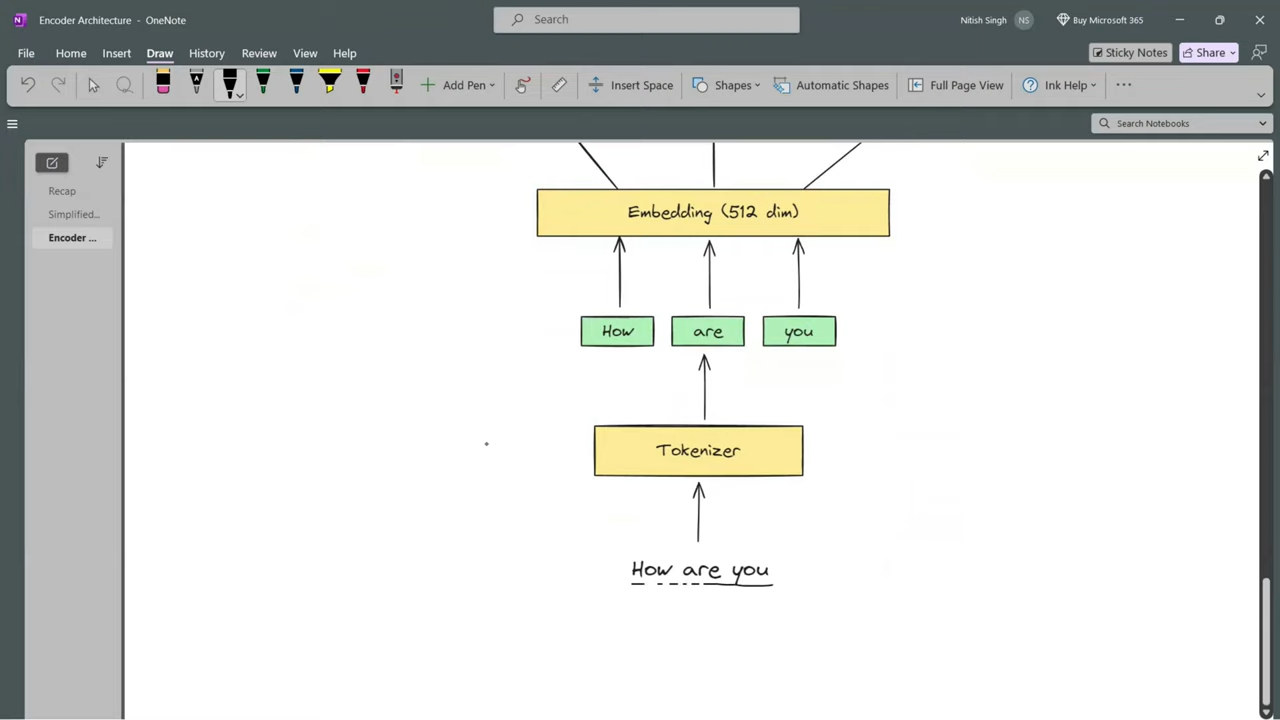 Encoder Architecture - OneNote
Search
Nitish Singh NS
Buy Microsoft 365
File Home Insert Draw History Review View Help
Sticky Notes
Share
Add Pen
Insert Space
Shapes
Automatic Shapes
Full Page View
Ink Help
Search Notebooks
Recap
Simplified...
Encoder ...
Embedding (512 dim)
How are you
Tokenizer
How are you